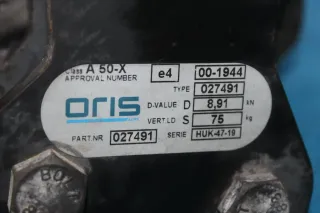 Class A 50-X
APPROVAL NUMBER e4 00-1944
TYPE 027491
ORIS D-VALUE D 8,91 kN
VERT.LD S 75 kg
PART.NR 027491 SERIE HUK-47-19